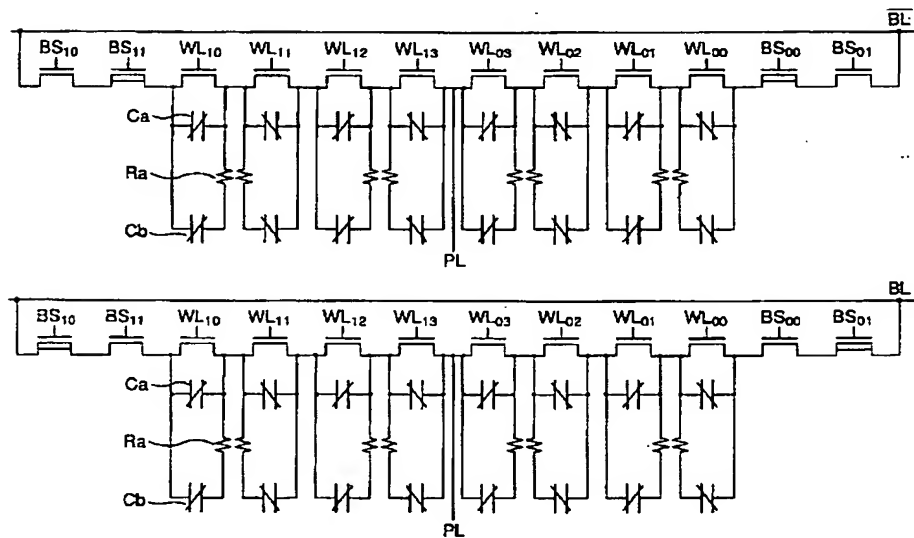 B̅L̅
BS₁₀ BS₁₁ WL₁₀ WL₁₁ WL₁₂ WL₁₃ WL₀₃ WL₀₂ WL₀₁ WL₀₀ BS₀₀ BS₀₁
Ca
Ra
Cb
PL
BL
BS₁₀ BS₁₁ WL₁₀ WL₁₁ WL₁₂ WL₁₃ WL₀₃ WL₀₂ WL₀₁ WL₀₀ BS₀₀ BS₀₁
Ca
Ra
Cb
PL